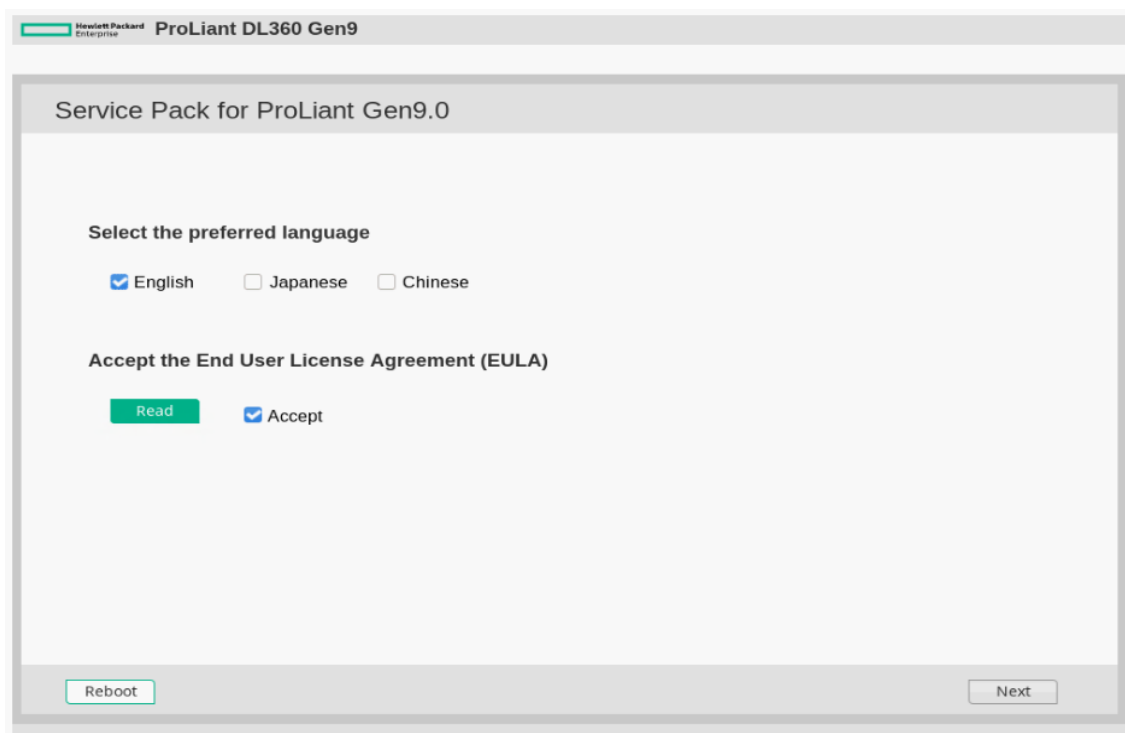 Hewlett Packard
Enterprise
ProLiant DL360 Gen9
Service Pack for ProLiant Gen9.0
Select the preferred language
English Japanese Chinese
Accept the End User License Agreement (EULA)
Read Accept
Reboot Next